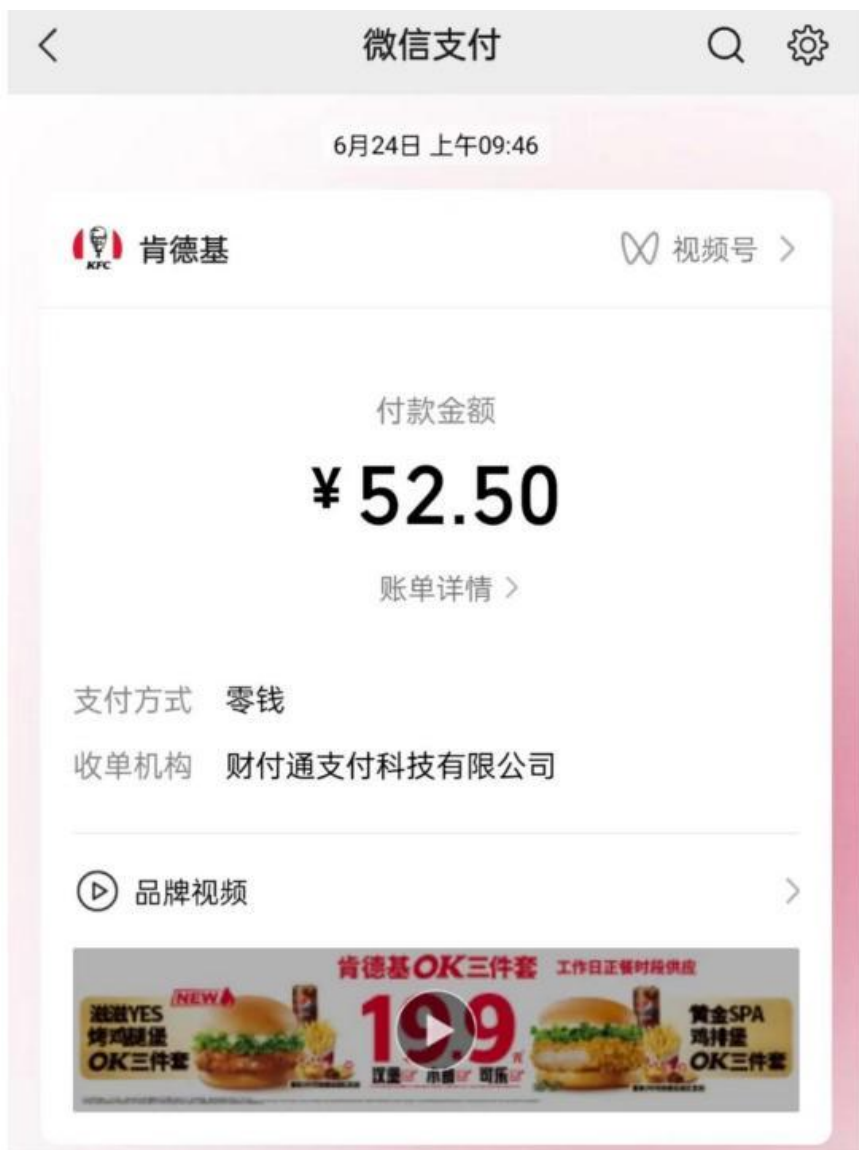 微信支付
6月24日 上午09:46
KFC
肯德基
视频号
付款金额
¥52.50
账单详情
支付方式 零钱
收单机构 财付通支付科技有限公司
品牌视频
肯德基OK三件套 工作日正餐时段供应
NEW
滋滋YES
烤鸡腿堡
OK三件套
19.9
元
汉堡 小食 可乐
黄金SPA
鸡排堡
OK三件套